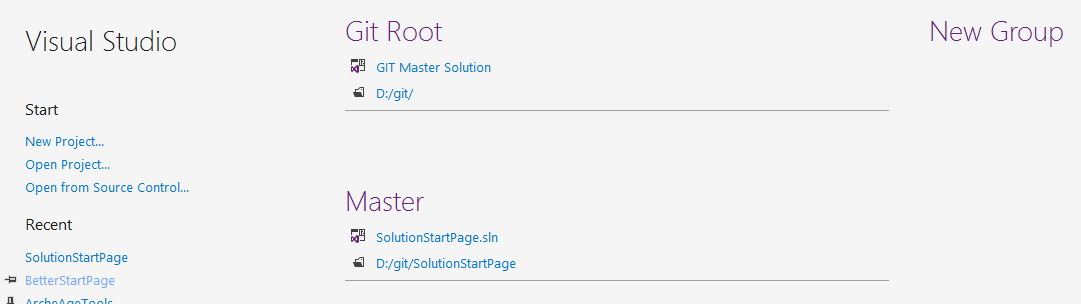 Visual Studio
Start
New Project...
Open Project...
Open from Source Control...
Recent
SolutionStartPage
BetterStartPage
ArcheAgeTools
Git Root
GIT Master Solution
D:/git/
Master
SolutionStartPage.sln
D:/git/SolutionStartPage
New Group